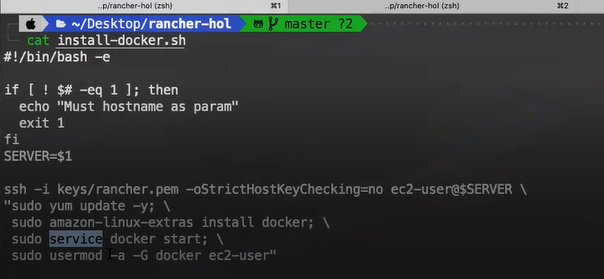 ..p/rancher-hol (zsh) ⌘1 ..p/rancher-hol (zsh) ⌘2
~/Desktop/rancher-hol master ?2
cat install-docker.sh
#!/bin/bash -e
if [ ! $# -eq 1 ]; then
echo "Must hostname as param"
exit 1
fi
SERVER=$1
ssh -i keys/rancher.pem -oStrictHostKeyChecking=no ec2-user@$SERVER \
"sudo yum update -y; \
sudo amazon-linux-extras install docker; \
sudo service docker start; \
sudo usermod -a -G docker ec2-user"